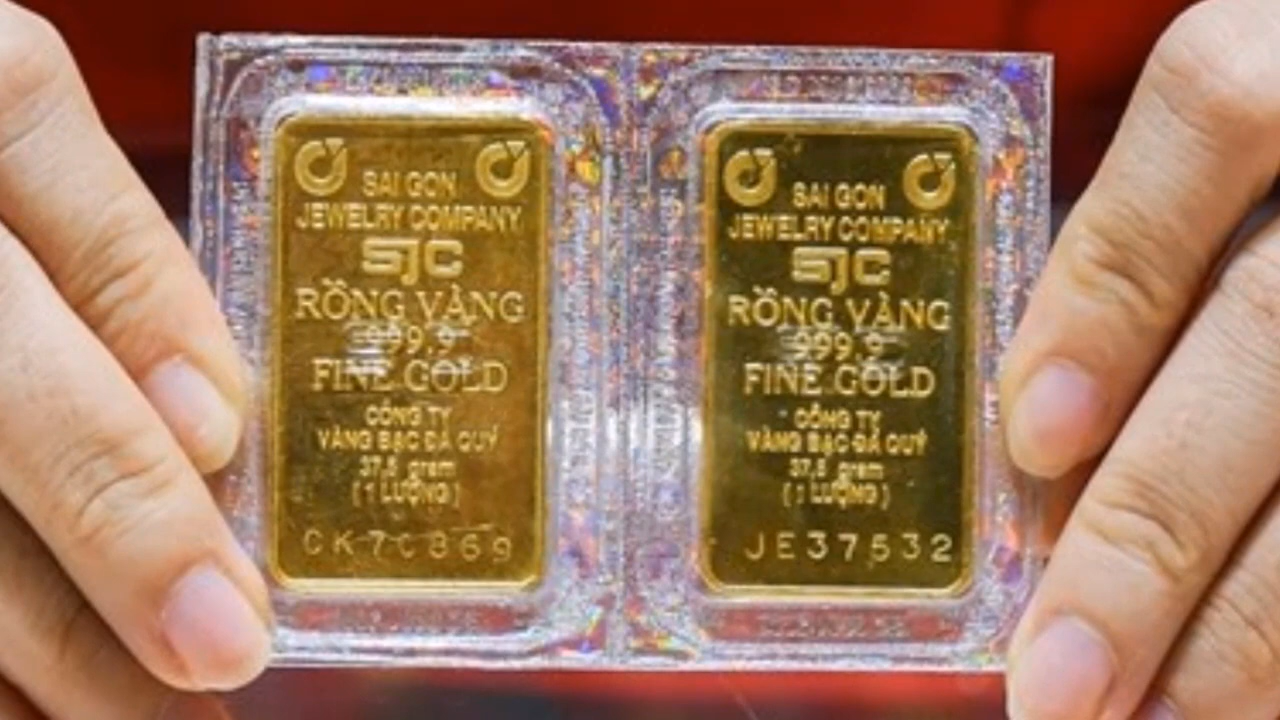 SAI GON
JEWELRY COMPANY
SJC
RỒNG VÀNG
999.9
FINE GOLD
CÔNG TY
VÀNG BẠC ĐÁ QUÝ
37,5 gram
(1 LƯỢNG)
SAI GON
JEWELRY COMPANY
SJC
RỒNG VÀNG
999.9
FINE GOLD
CÔNG TY
VÀNG BẠC ĐÁ QUÝ
37,5 gram
(1 LƯỢNG)
JE37532